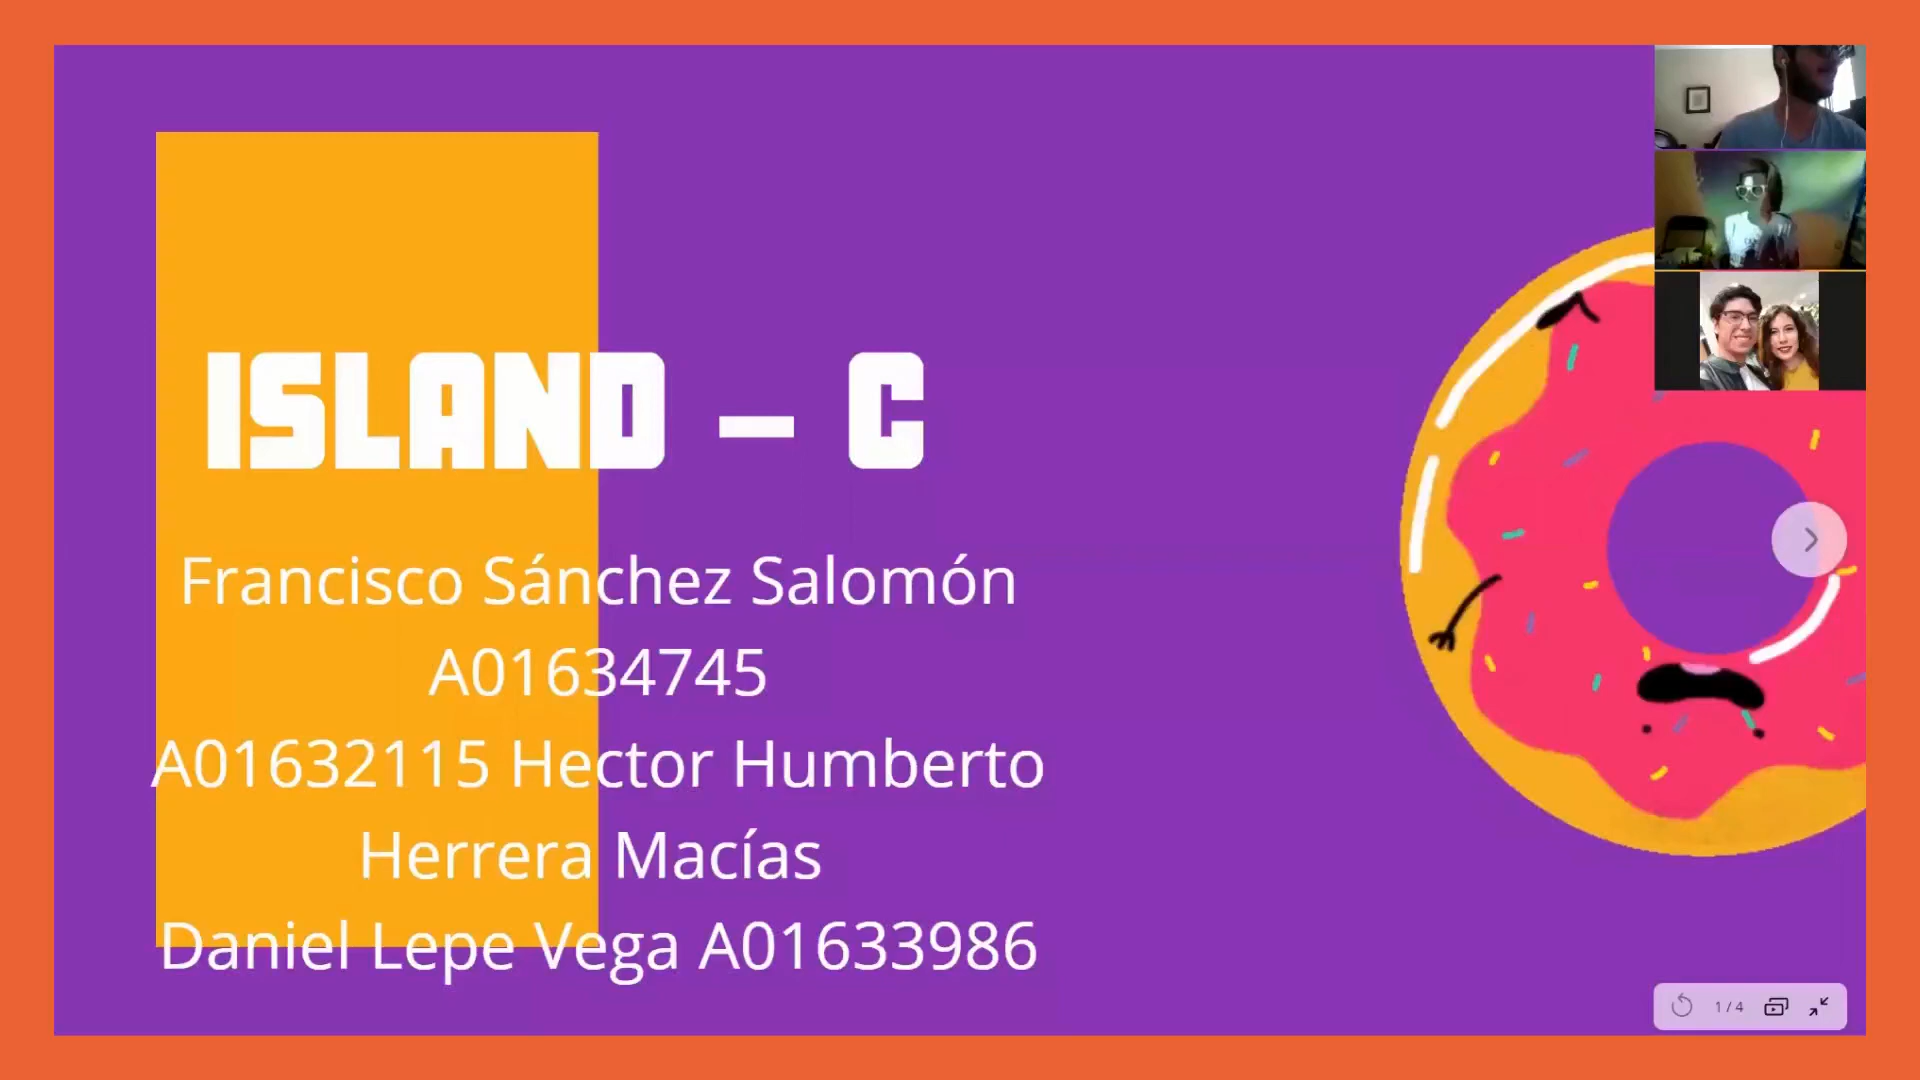 ISLAND – C
Francisco Sánchez Salomón
A01634745
A01632115 Hector Humberto
Herrera Macías
Daniel Lepe Vega A01633986
1 / 4